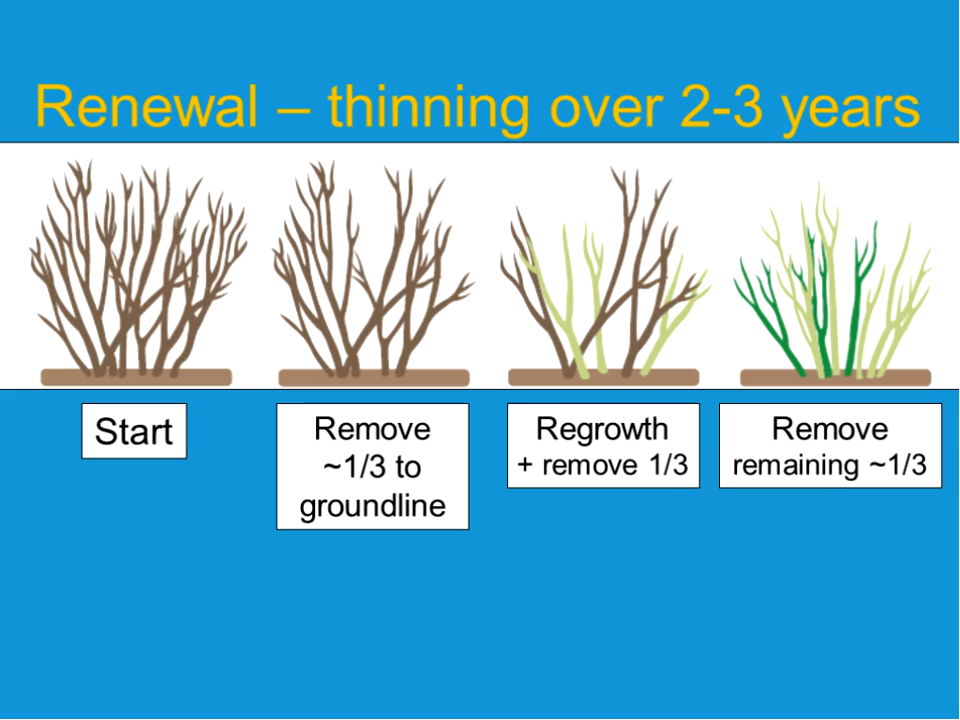 Renewal – thinning over 2-3 years
Start
Remove
~1/3 to
groundline
Regrowth
+ remove 1/3
Remove
remaining ~1/3